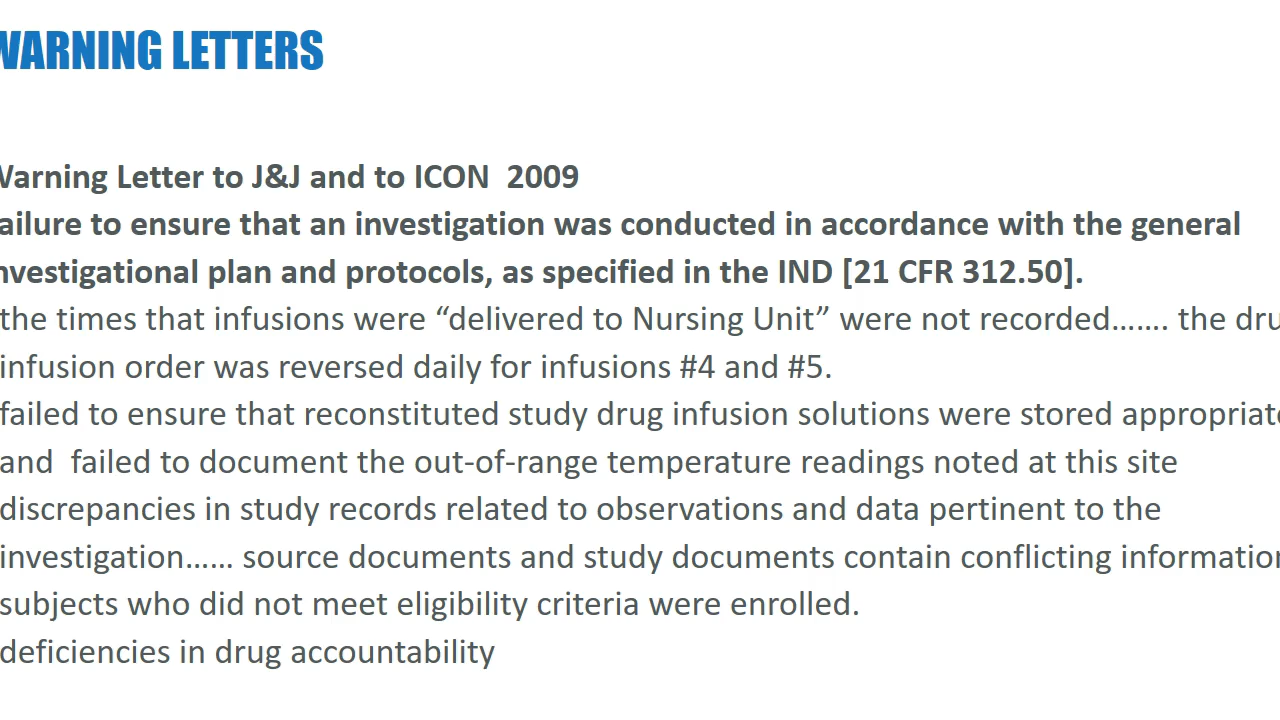 WARNING LETTERS
Warning Letter to J&J and to ICON  2009
ailure to ensure that an investigation was conducted in accordance with the general
nvestigational plan and protocols, as specified in the IND [21 CFR 312.50].
the times that infusions were “delivered to Nursing Unit” were not recorded……. the dru
infusion order was reversed daily for infusions #4 and #5.
failed to ensure that reconstituted study drug infusion solutions were stored appropriate
and  failed to document the out-of-range temperature readings noted at this site
discrepancies in study records related to observations and data pertinent to the
investigation…… source documents and study documents contain conflicting information
subjects who did not meet eligibility criteria were enrolled.
deficiencies in drug accountability